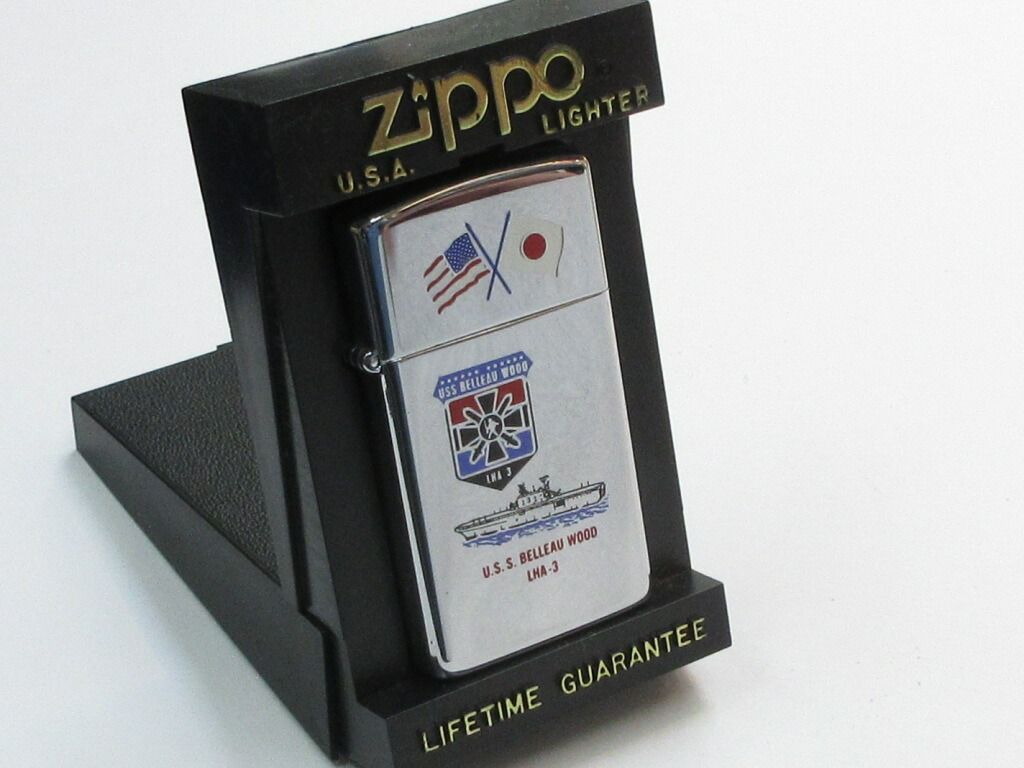 Zippo
U.S.A. LIGHTER
USS BELLEAU WOOD
LHA 3
U.S.S. BELLEAU WOOD
LHA-3
LIFETIME GUARANTEE